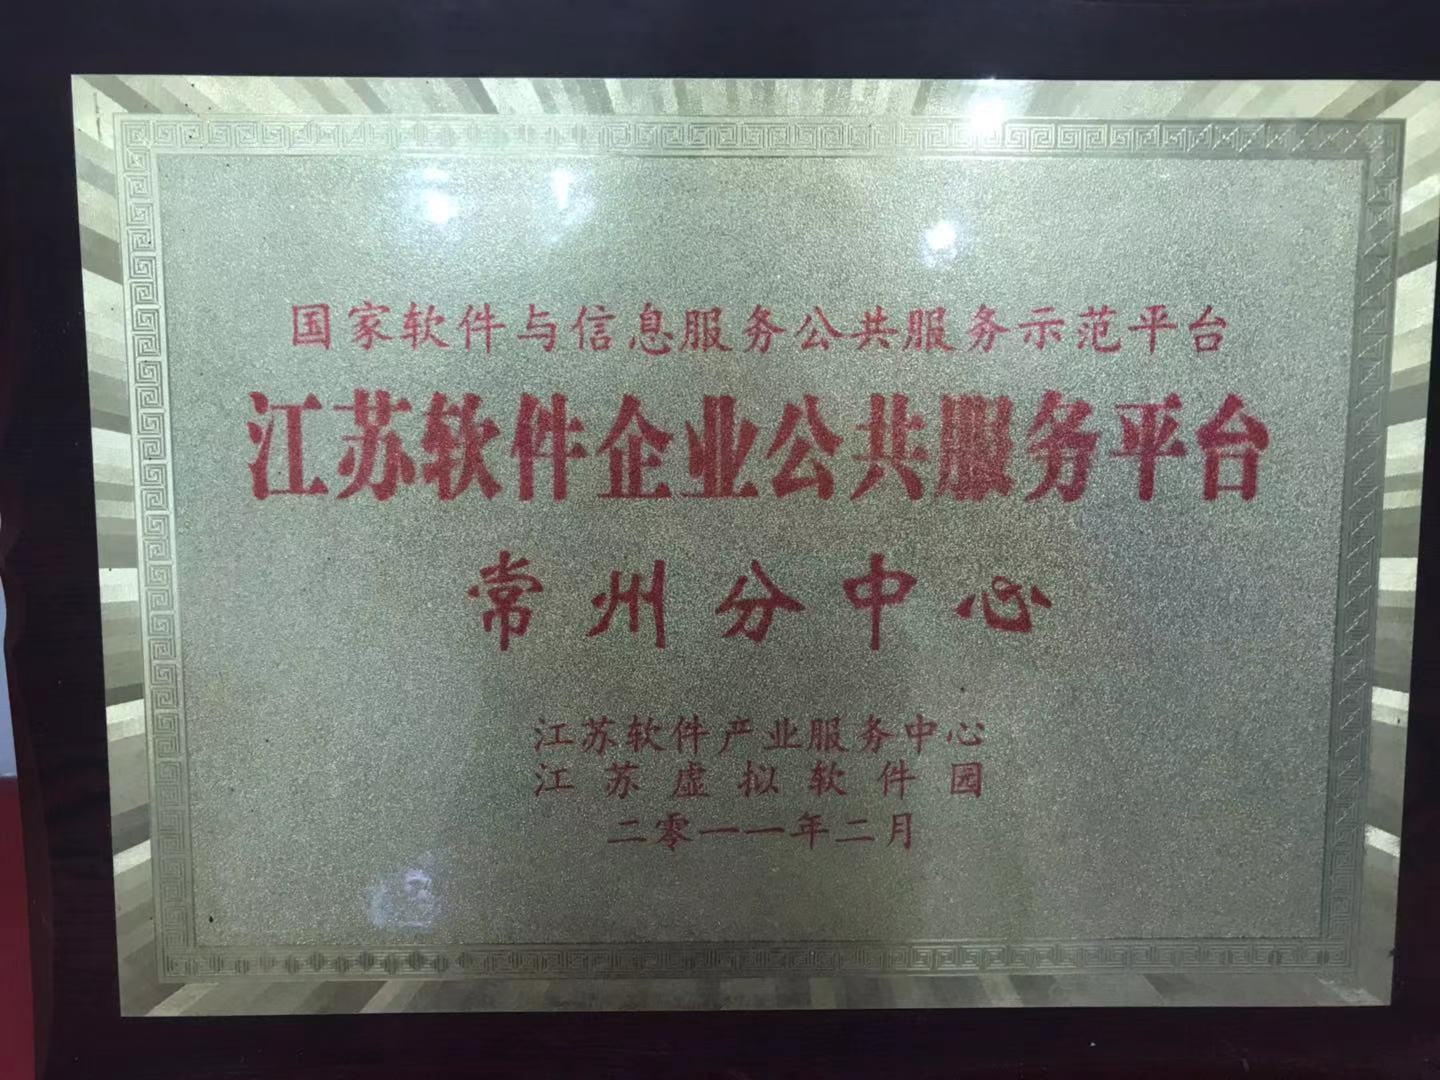 国家软件与信息服务公共服务示范平台
江苏软件企业公共服务平台
常州分中心
江苏软件产业服务中心
江苏虚拟软件园
二零一一年二月